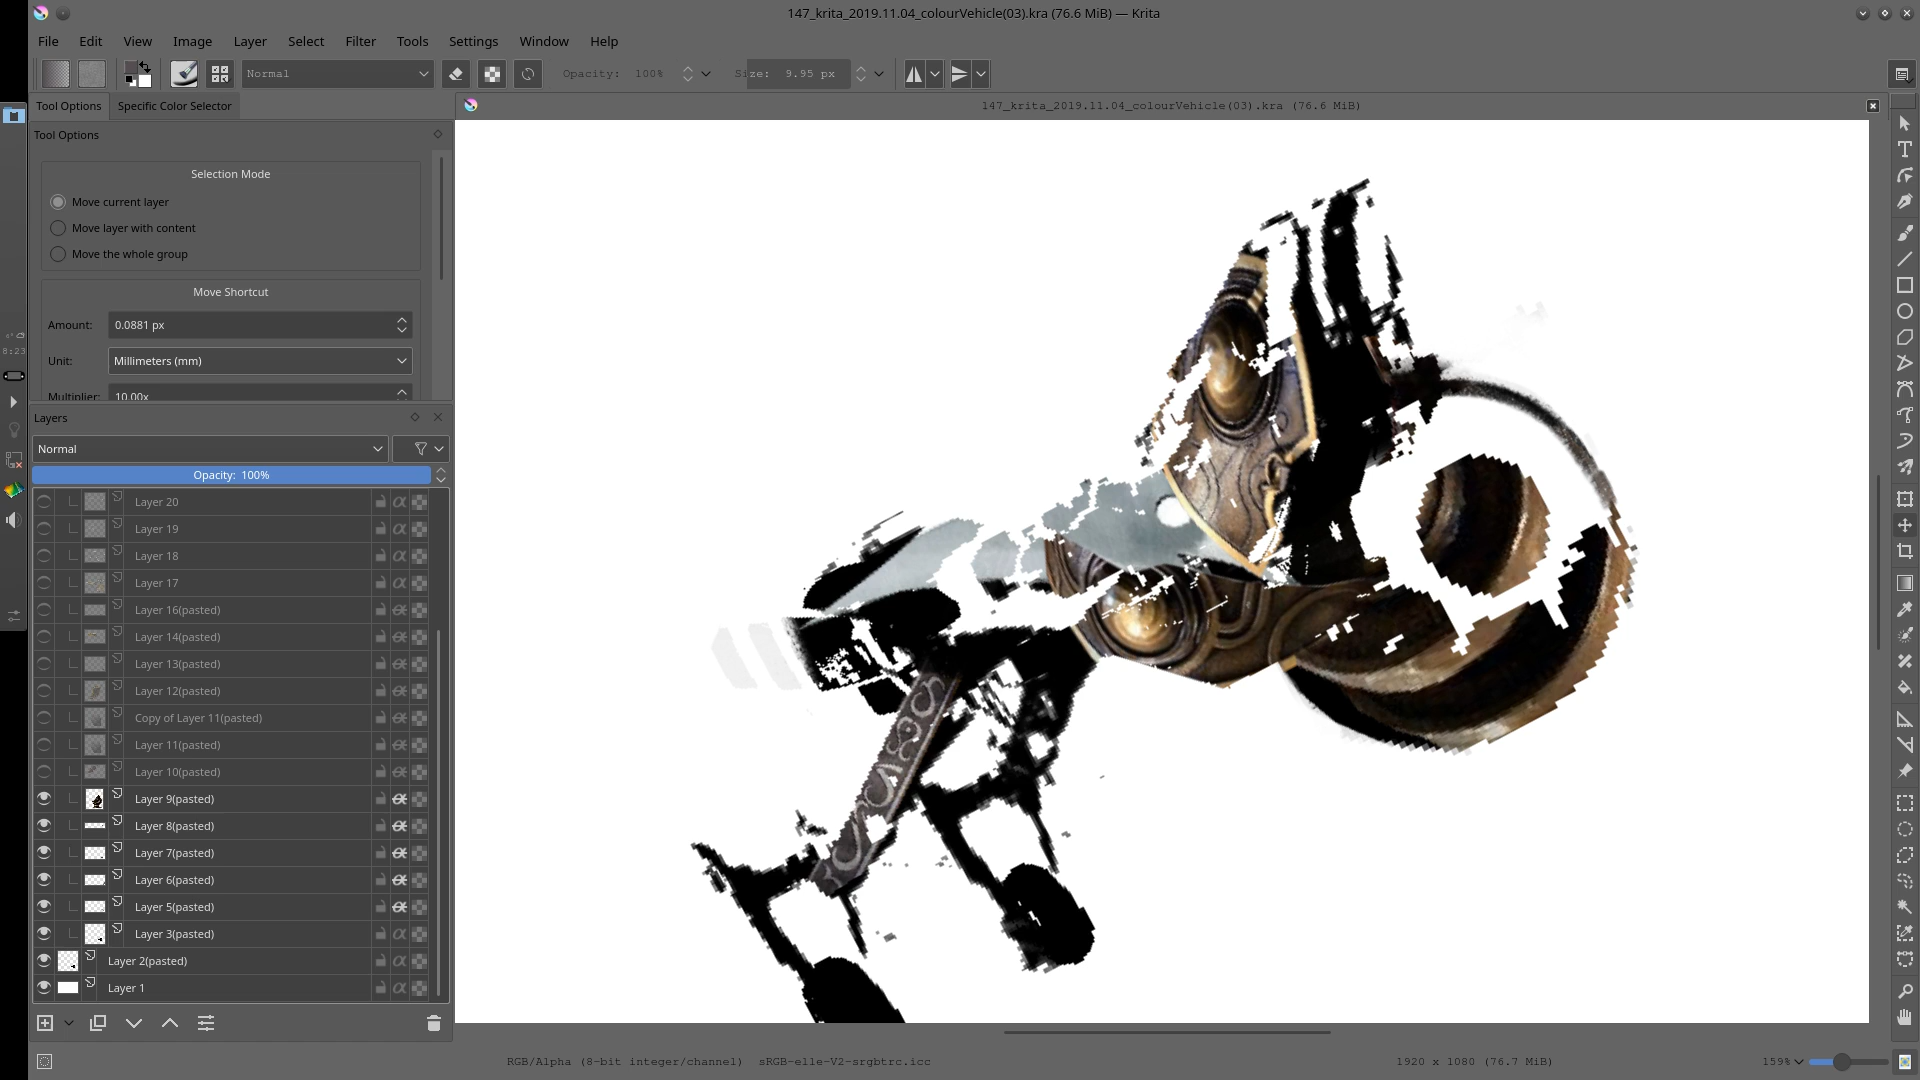 147_krita_2019.11.04_colourVehicle(03).kra (76.6 MiB) — Krita
File Edit View Image Layer Select Filter Tools Settings Window Help
Normal Opacity: 100% Size: 9.95 px
Tool Options Specific Color Selector
147_krita_2019.11.04_colourVehicle(03).kra (76.6 MiB)
Tool Options
Selection Mode
Move current layer
Move layer with content
Move the whole group
Move Shortcut
Amount: 0.0881 px
8:23
Unit: Millimeters (mm)
Multiplier: 10.00x
Layers
Normal
Opacity: 100%
Layer 20
Layer 19
Layer 18
Layer 17
Layer 16(pasted)
Layer 14(pasted)
Layer 13(pasted)
Layer 12(pasted)
Copy of Layer 11(pasted)
Layer 11(pasted)
Layer 10(pasted)
Layer 9(pasted)
Layer 8(pasted)
Layer 7(pasted)
Layer 6(pasted)
Layer 5(pasted)
Layer 3(pasted)
Layer 2(pasted)
Layer 1
RGB/Alpha (8-bit integer/channel) sRGB-elle-V2-srgbtrc.icc 1920 x 1080 (76.7 MiB) 159%